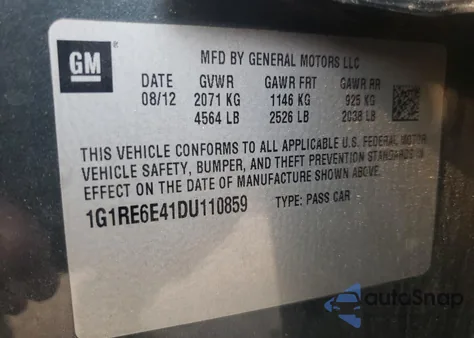 GM
MFD BY GENERAL MOTORS LLC
DATE GVWR GAWR FRT GAWR RR
08/12 2071 KG 1146 KG 925 KG
4564 LB 2526 LB 2038 LB
THIS VEHICLE CONFORMS TO ALL APPLICABLE U.S. FEDERAL MOTOR
VEHICLE SAFETY, BUMPER, AND THEFT PREVENTION STANDARDS IN
EFFECT ON THE DATE OF MANUFACTURE SHOWN ABOVE.
1G1RE6E41DU110859 TYPE: PASS CAR
autoSnap